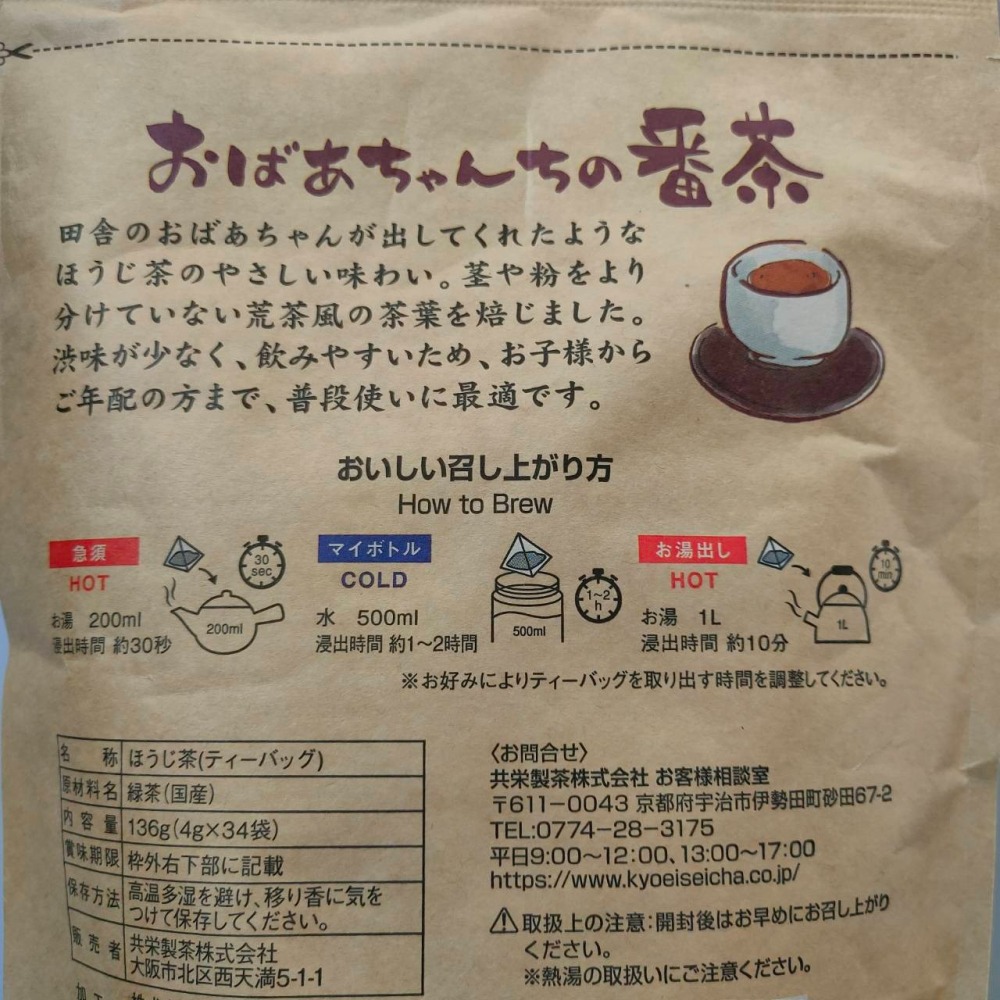 おばあちゃんちの番茶
田舎のおばあちゃんが出してくれたような
ほうじ茶のやさしい味わい。茎や粉をより
分けていない荒茶風の茶葉を焙じました。
渋味が少なく、飲みやすいため、お子様から
ご年配の方まで、普段使いに最適です。
おいしい召し上がり方
How to Brew
急須
HOT
お湯 200ml
浸出時間 約30秒
30
sec
200ml
マイボトル
COLD
水 500ml
浸出時間 約1～2時間
1~2
h
500ml
お湯出し
HOT
お湯 1L
浸出時間 約10分
10
min
1L
※お好みによりティーバッグを取り出す時間を調整してください。
名称 ほうじ茶(ティーバッグ)
原材料名 緑茶(国産)
内容量 136g(4g×34袋)
賞味期限 枠外右下部に記載
保存方法 高温多湿を避け、移り香に気を
つけて保存してください。
販売者 共栄製茶株式会社
大阪市北区西天満5-1-1
〈お問合せ〉
共栄製茶株式会社 お客様相談室
〒611-0043 京都府宇治市伊勢田町砂田67-2
TEL:0774-28-3175
平日9:00～12:00、13:00～17:00
https://www.kyoeiseicha.co.jp/
⚠取扱上の注意:開封後はお早めにお召し上がり
ください。
※熱湯の取扱いにご注意ください。